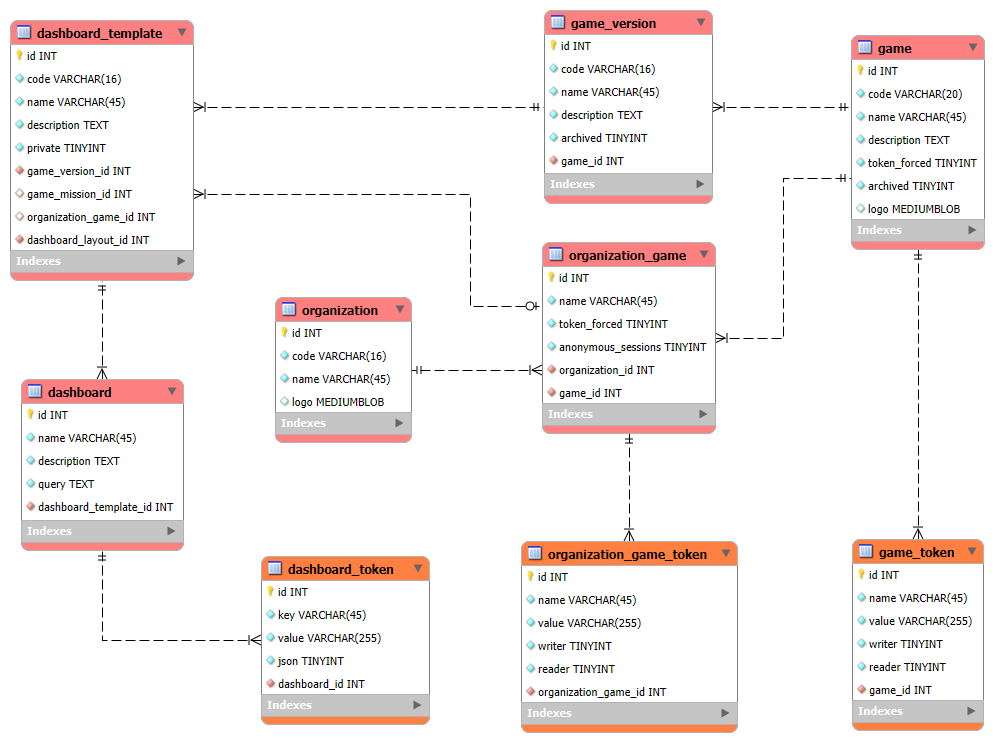 dashboard_template
id INT
code VARCHAR(16)
name VARCHAR(45)
description TEXT
private TINYINT
game_version_id INT
game_mission_id INT
organization_game_id INT
dashboard_layout_id INT
Indexes
game_version
id INT
code VARCHAR(16)
name VARCHAR(45)
description TEXT
archived TINYINT
game_id INT
Indexes
game
id INT
code VARCHAR(20)
name VARCHAR(45)
description TEXT
token_forced TINYINT
archived TINYINT
logo MEDIUMBLOB
Indexes
organization_game
id INT
name VARCHAR(45)
token_forced TINYINT
anonymous_sessions TINYINT
organization_id INT
game_id INT
Indexes
organization
id INT
code VARCHAR(16)
name VARCHAR(45)
logo MEDIUMBLOB
Indexes
dashboard
id INT
name VARCHAR(45)
description TEXT
query TEXT
dashboard_template_id INT
Indexes
dashboard_token
id INT
key VARCHAR(45)
value VARCHAR(255)
json TINYINT
dashboard_id INT
Indexes
organization_game_token
id INT
name VARCHAR(45)
value VARCHAR(255)
writer TINYINT
reader TINYINT
organization_game_id INT
Indexes
game_token
id INT
name VARCHAR(45)
value VARCHAR(255)
writer TINYINT
reader TINYINT
game_id INT
Indexes